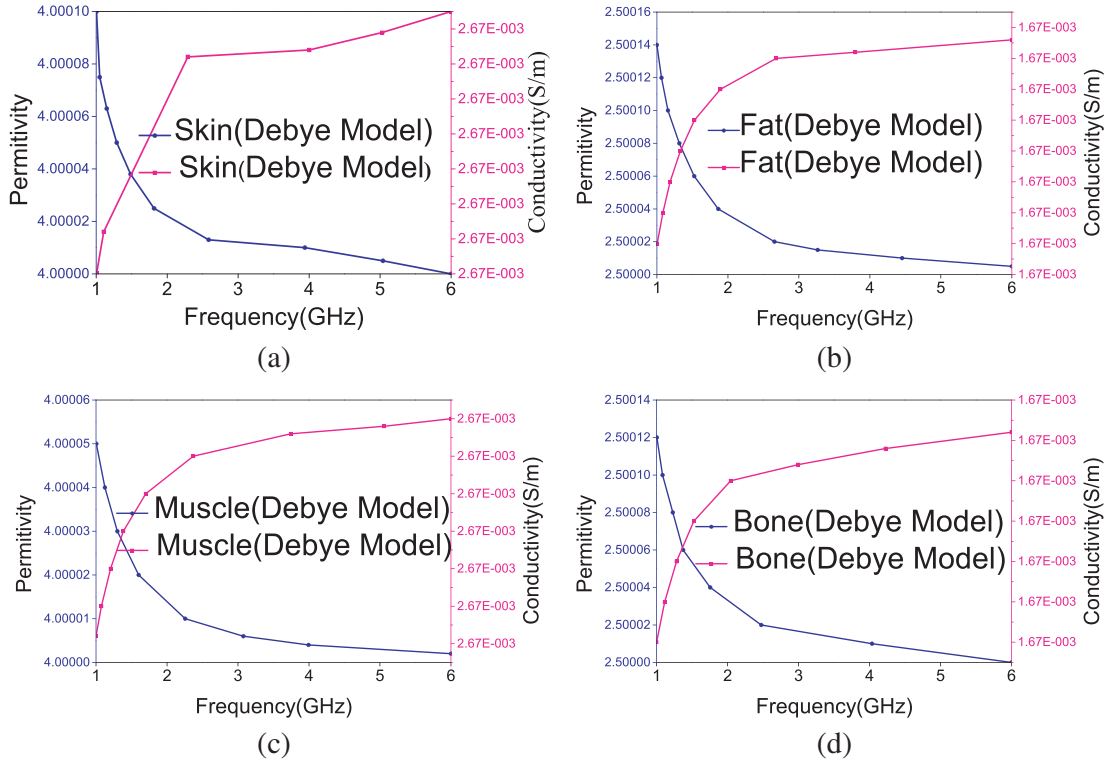 4.00010
4.00008
4.00006
4.00004
4.00002
4.00000
Permitivity
Skin(Debye Model)
Skin(Debye Model)
2.67E-003
2.67E-003
2.67E-003
2.67E-003
2.67E-003
2.67E-003
2.67E-003
2.67E-003
Conductivity(S/m)
1 2 3 4 5 6
Frequency(GHz)
(a)
2.50016
2.50014
2.50012
2.50010
2.50008
2.50006
2.50004
2.50002
2.50000
Permitivity
Fat(Debye Model)
Fat(Debye Model)
1.67E-003
1.67E-003
1.67E-003
1.67E-003
1.67E-003
1.67E-003
1.67E-003
1.67E-003
1.67E-003
Conductivity(S/m)
1 2 3 4 5 6
Frequency(GHz)
(b)
4.00006
4.00005
4.00004
4.00003
4.00002
4.00001
4.00000
Permitivity
Muscle(Debye Model)
Muscle(Debye Model)
2.67E-003
2.67E-003
2.67E-003
2.67E-003
2.67E-003
2.67E-003
2.67E-003
Conductivity(S/m)
1 2 3 4 5 6
Frequency(GHz)
(c)
2.50014
2.50012
2.50010
2.50008
2.50006
2.50004
2.50002
2.50000
Permitivity
Bone(Debye Model)
Bone(Debye Model)
1.67E-003
1.67E-003
1.67E-003
1.67E-003
1.67E-003
1.67E-003
1.67E-003
Conductivity(S/m)
1 2 3 4 5 6
Frequency(GHz)
(d)